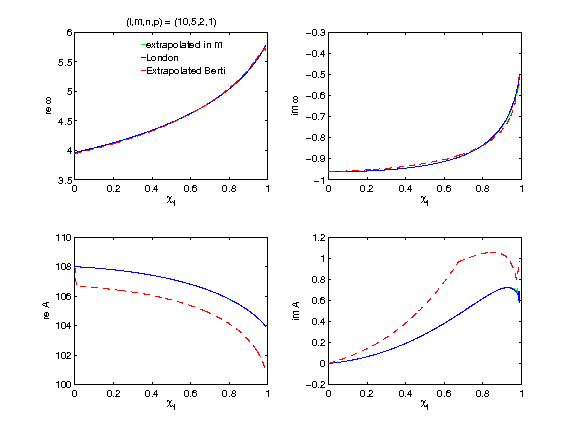 (l,m,n,p) = (10,5,2,1)
6
5.5
5
4.5
4
3.5
re ω
extrapolated in m
London
Extrapolated Berti
0 0.2 0.4 0.6 0.8 1
χf
-0.3
-0.4
-0.5
-0.6
-0.7
-0.8
-0.9
-1
im ω
0 0.2 0.4 0.6 0.8 1
χf
110
108
106
104
102
100
re A
0 0.2 0.4 0.6 0.8 1
χf
1.2
1
0.8
0.6
0.4
0.2
0
-0.2
im A
0 0.2 0.4 0.6 0.8 1
χf